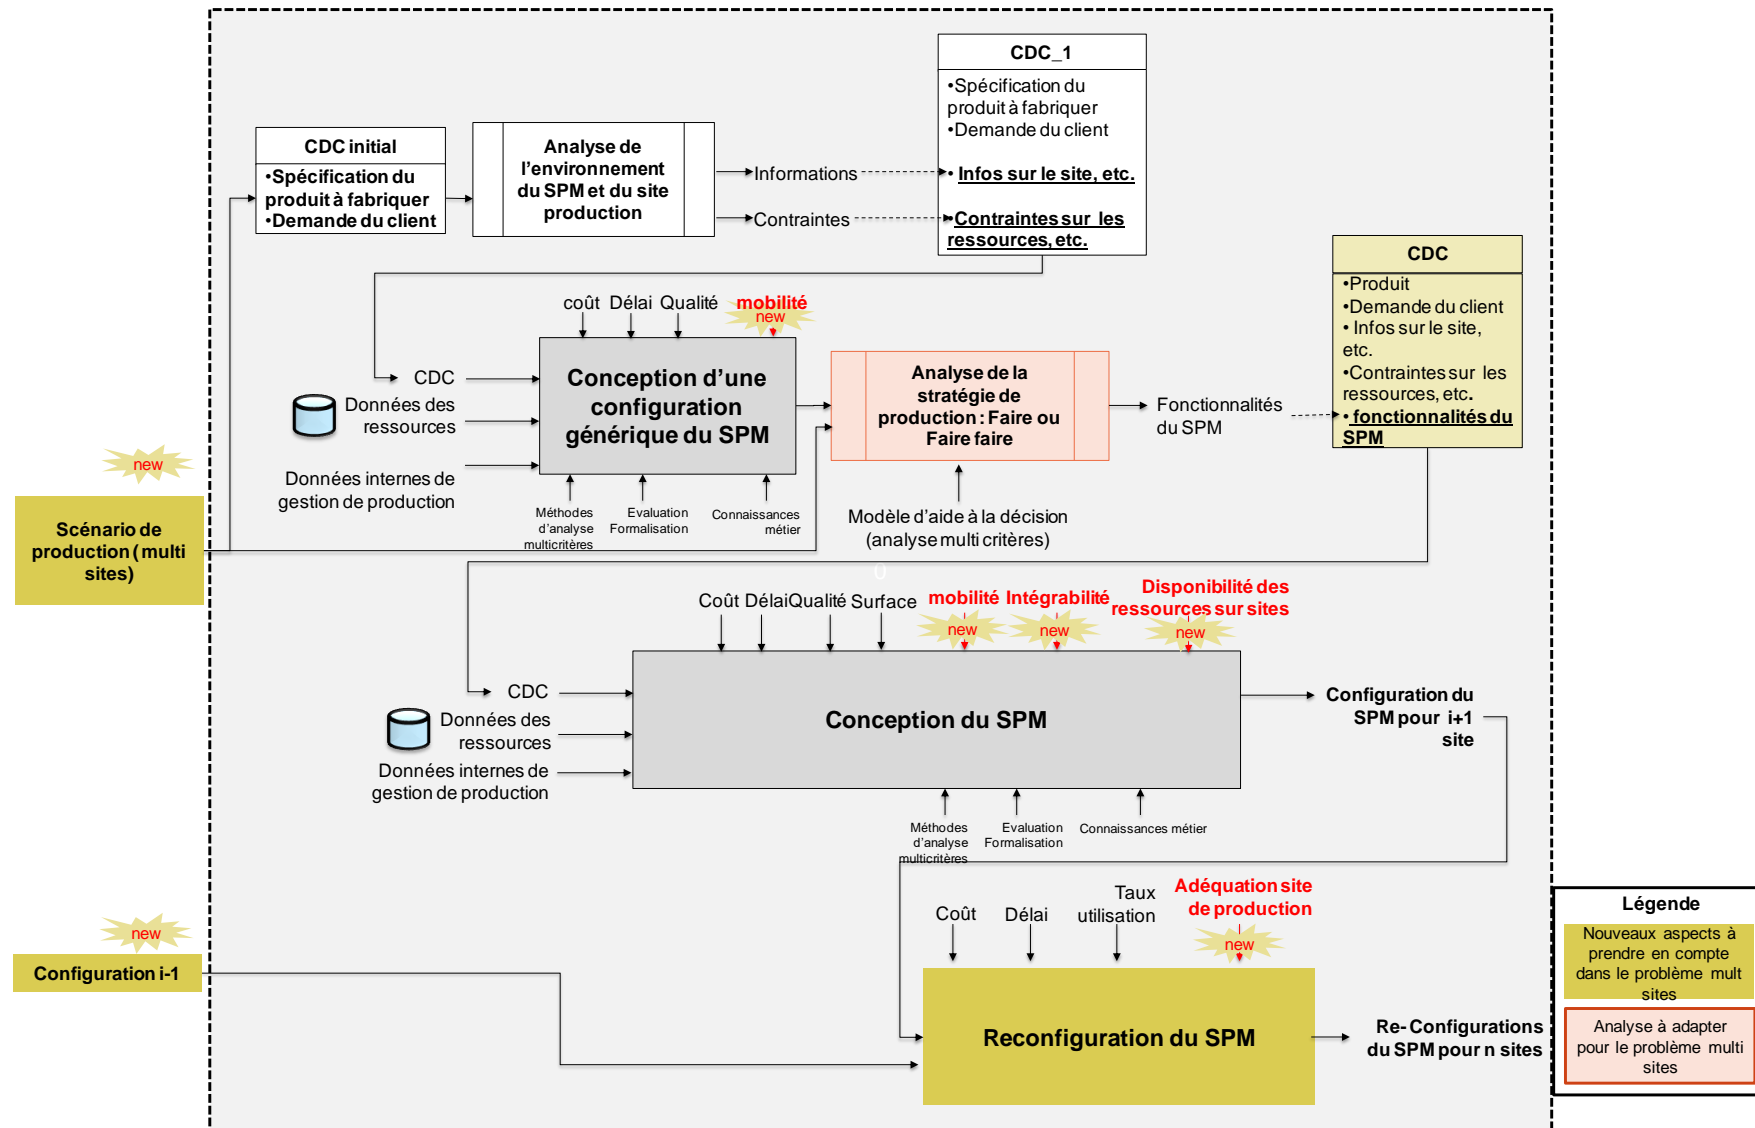 CDC_1
•Spécification du
produit à fabriquer
•Demande du client
• Infos sur le site, etc.
•Contraintes sur les
ressources, etc.
CDC initial
•Spécification du
produit à fabriquer
•Demande du client
Analyse de
l'environnement
du SPM et du site
production
Informations
Contraintes
CDC
•Produit
•Demande du client
• Infos sur le site,
etc.
•Contraintes sur les
ressources, etc.
• fonctionnalités du
SPM
coût
Délai
Qualité
mobilité
new
CDC
Données des
ressources
Données internes de
gestion de production
Conception d'une
configuration
générique du SPM
Méthodes
d'analyse
multicritères
Evaluation
Formalisation
Connaissances
métier
Analyse de la
stratégie de
production : Faire ou
Faire faire
Fonctionnalités
du SPM
Modèle d'aide à la décision
(analyse multi critères)
0
new
Scénario de
production ( multi
sites)
Coût
Délai
Qualité
Surface
mobilité
new
Intégrabilité
new
Disponibilité des
ressources sur sites
new
CDC
Données des
ressources
Données internes de
gestion de production
Conception du SPM
Configuration du
SPM pour i+1
site
Méthodes
d'analyse
multicritères
Evaluation
Formalisation
Connaissances métier
Coût
Délai
Taux
utilisation
Adéquation site
de production
new
new
Configuration i-1
Reconfiguration du SPM
Re- Configurations
du SPM pour n sites
Légende
Nouveaux aspects à
prendre en compte
dans le problème mult
sites
Analyse à adapter
pour le problème multi
sites